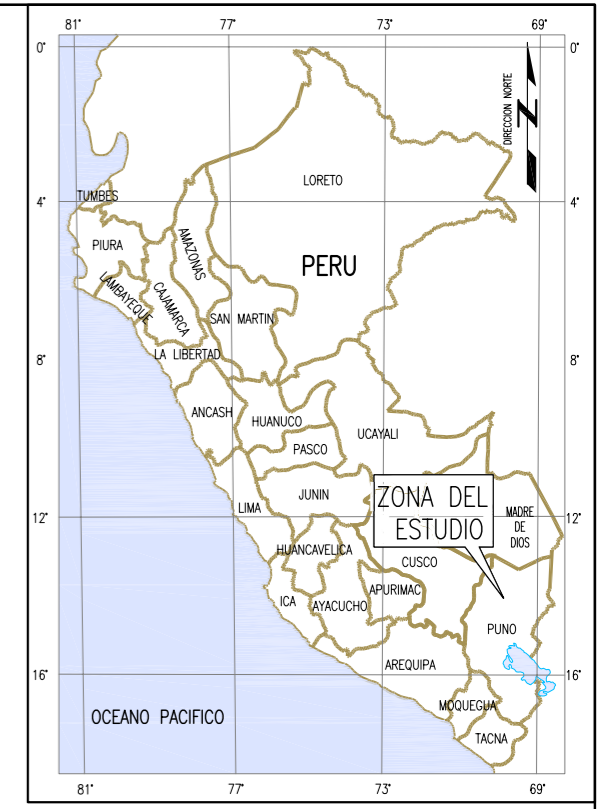 81° 77° 73° 69°
0° 0°
DIRECCION NORTE
N
LORETO
4° 4°
TUMBES
PIURA
AMAZONAS
PERU
LAMBAYEQUE
CAJAMARCA
SAN MARTIN
8° 8°
LA LIBERTAD
ANCASH
HUANUCO
UCAYALI
PASCO
JUNIN
ZONA DEL
ESTUDIO
LIMA
MADRE
DE
DIOS
12° 12°
HUANCAVELICA
CUSCO
APURIMAC
ICA
AYACUCHO
PUNO
AREQUIPA
16° 16°
MOQUEGUA
OCEANO PACIFICO
TACNA
81° 77° 73° 69°